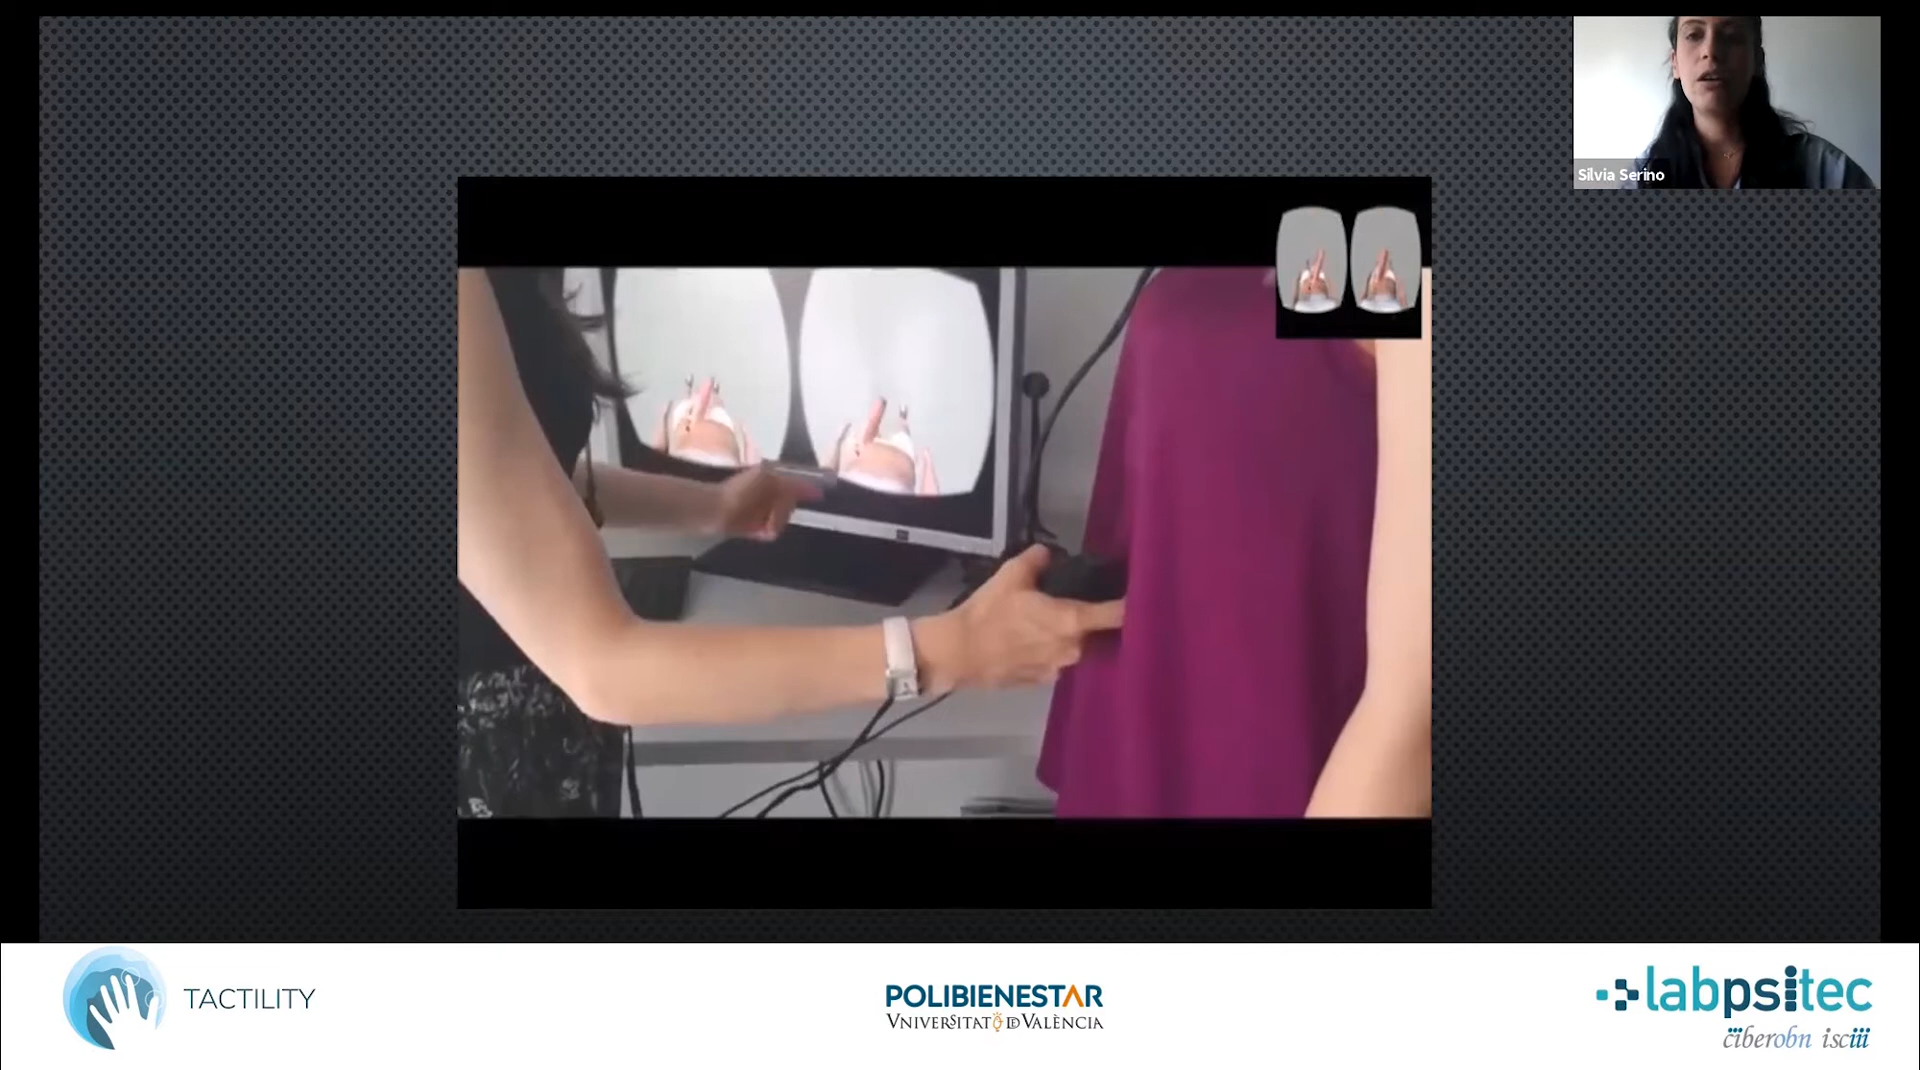 Silvia Serino
TACTILITY
POLIBIENESTAR
VNIVERSITAT DE VALÈNCIA
labpsitec
ciberobn isciii